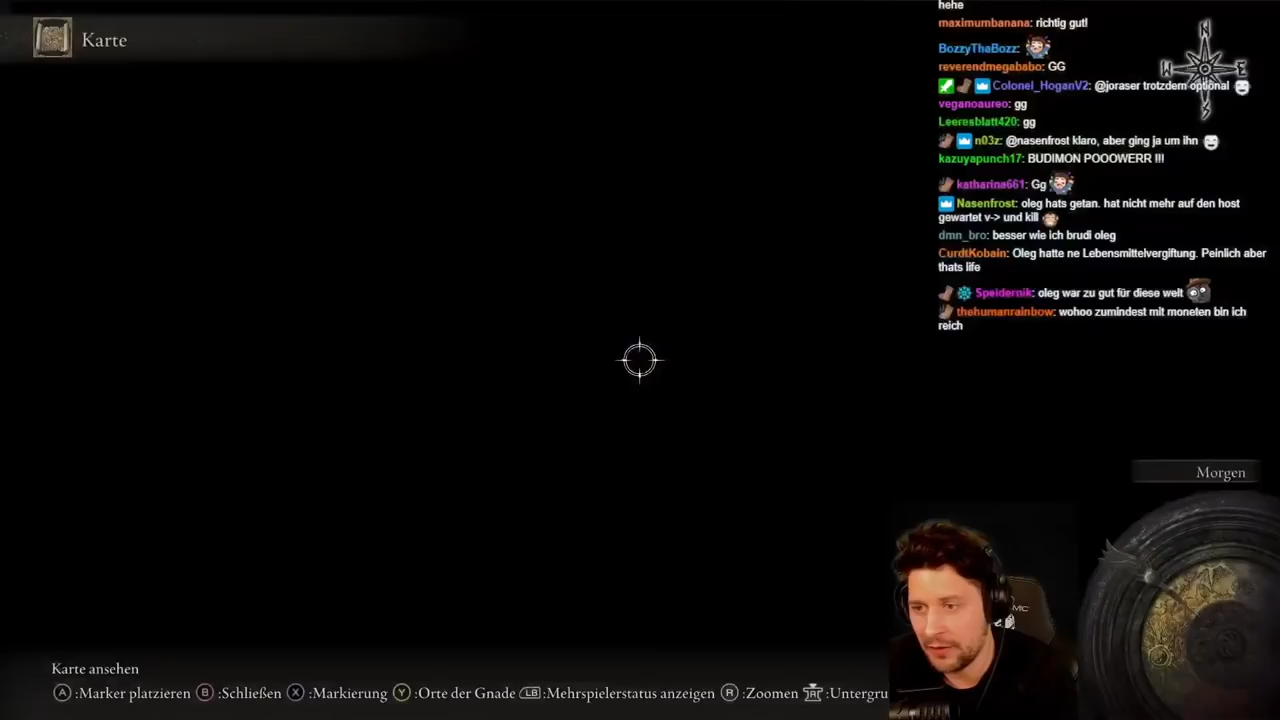 Karte
hehe
maximumbanana: richtig gut!
BozzyThaBozz:
reverendmegababo: GG
Colonel_HoganV2: @joraser trotzdem optional
veganoaureo: gg
Leeresblatt420: gg
n03z: @nasenfrost klaro, aber ging ja um ihn
kazuyapunch17: BUDIMON POOOWERR !!!
katharina661: Gg
Nasenfrost: oleg hats getan. hat nicht mehr auf den host
gewartet v-> und kill
dmn_bro: besser wie ich brudi oleg
CurdtKobain: Oleg hatte ne Lebensmittelvergiftung. Peinlich aber
thats life
Speidernik: oleg war zu gut für diese welt
thehumanrainbow: wohoo zumindest mit moneten bin ich
reich
N
W
E
S
Morgen
Karte ansehen
A :Marker platzieren B :Schließen X :Markierung Y :Orte der Gnade LB :Mehrspielerstatus anzeigen R :Zoomen R :Untergru